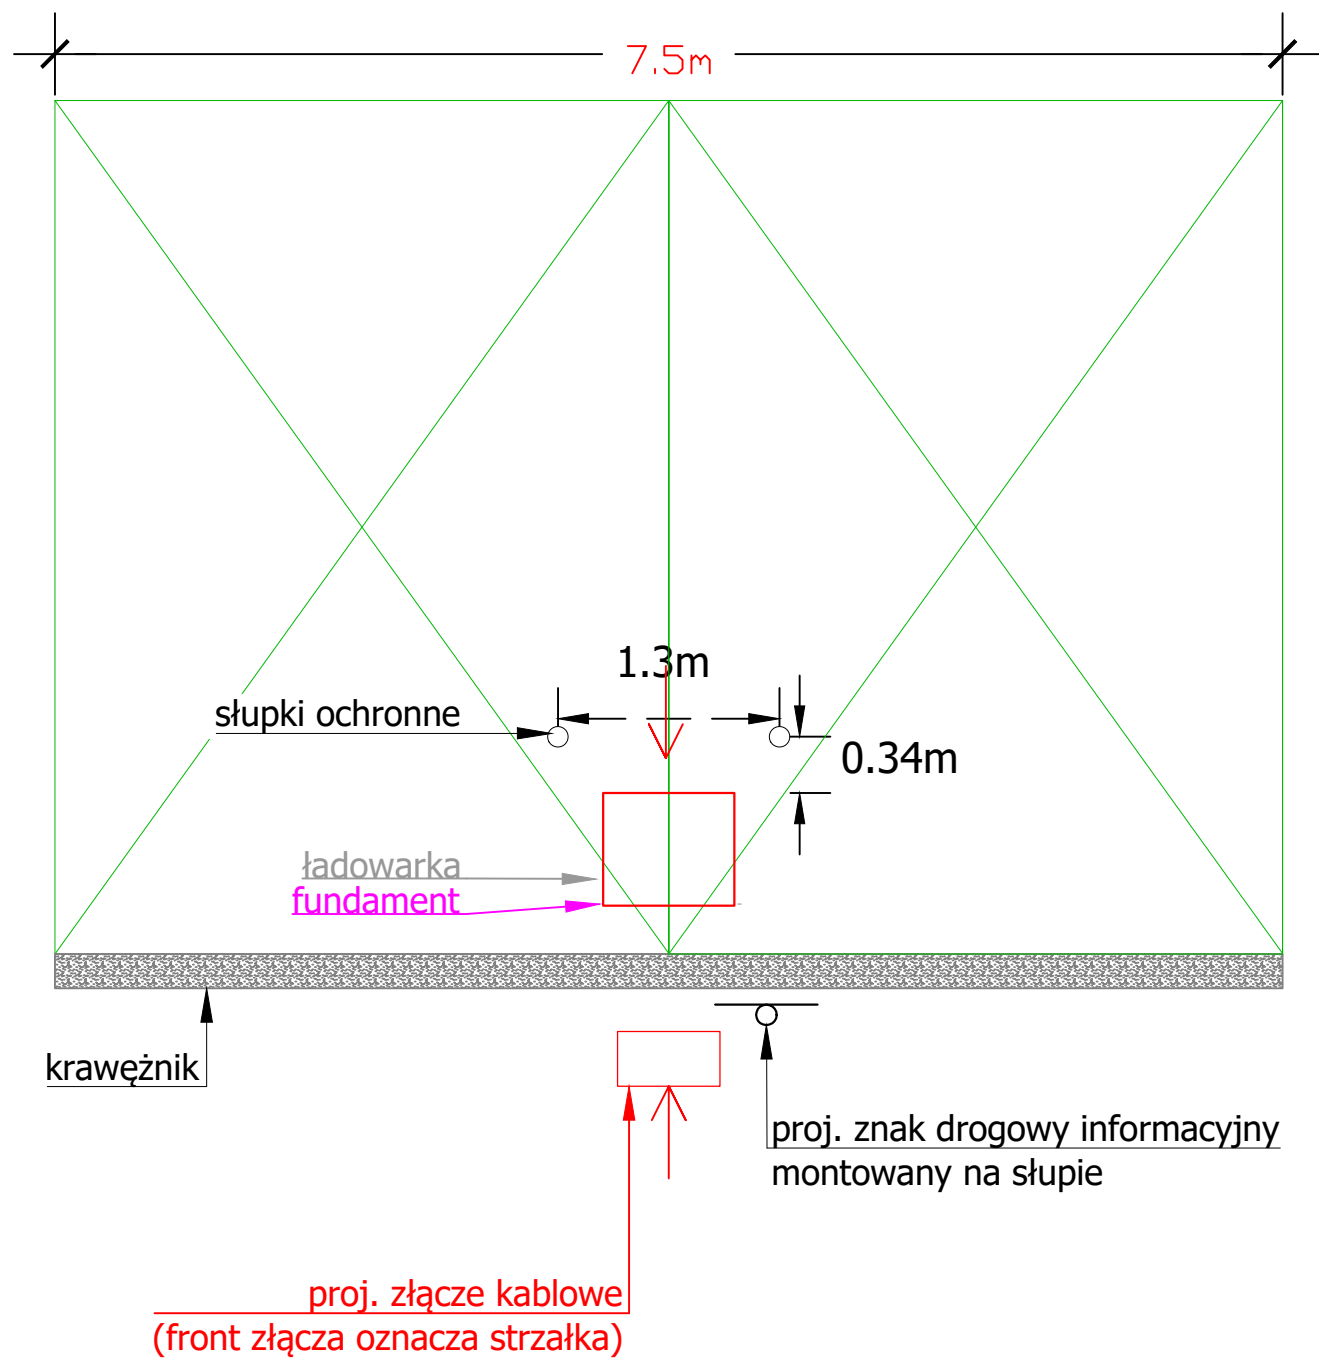 7.5m
1.3m
słupki ochronne
0.34m
ładowarka
fundament
krawężnik
proj. znak drogowy informacyjny
montowany na słupie
proj. złącze kablowe
(front złącza oznacza strzałka)